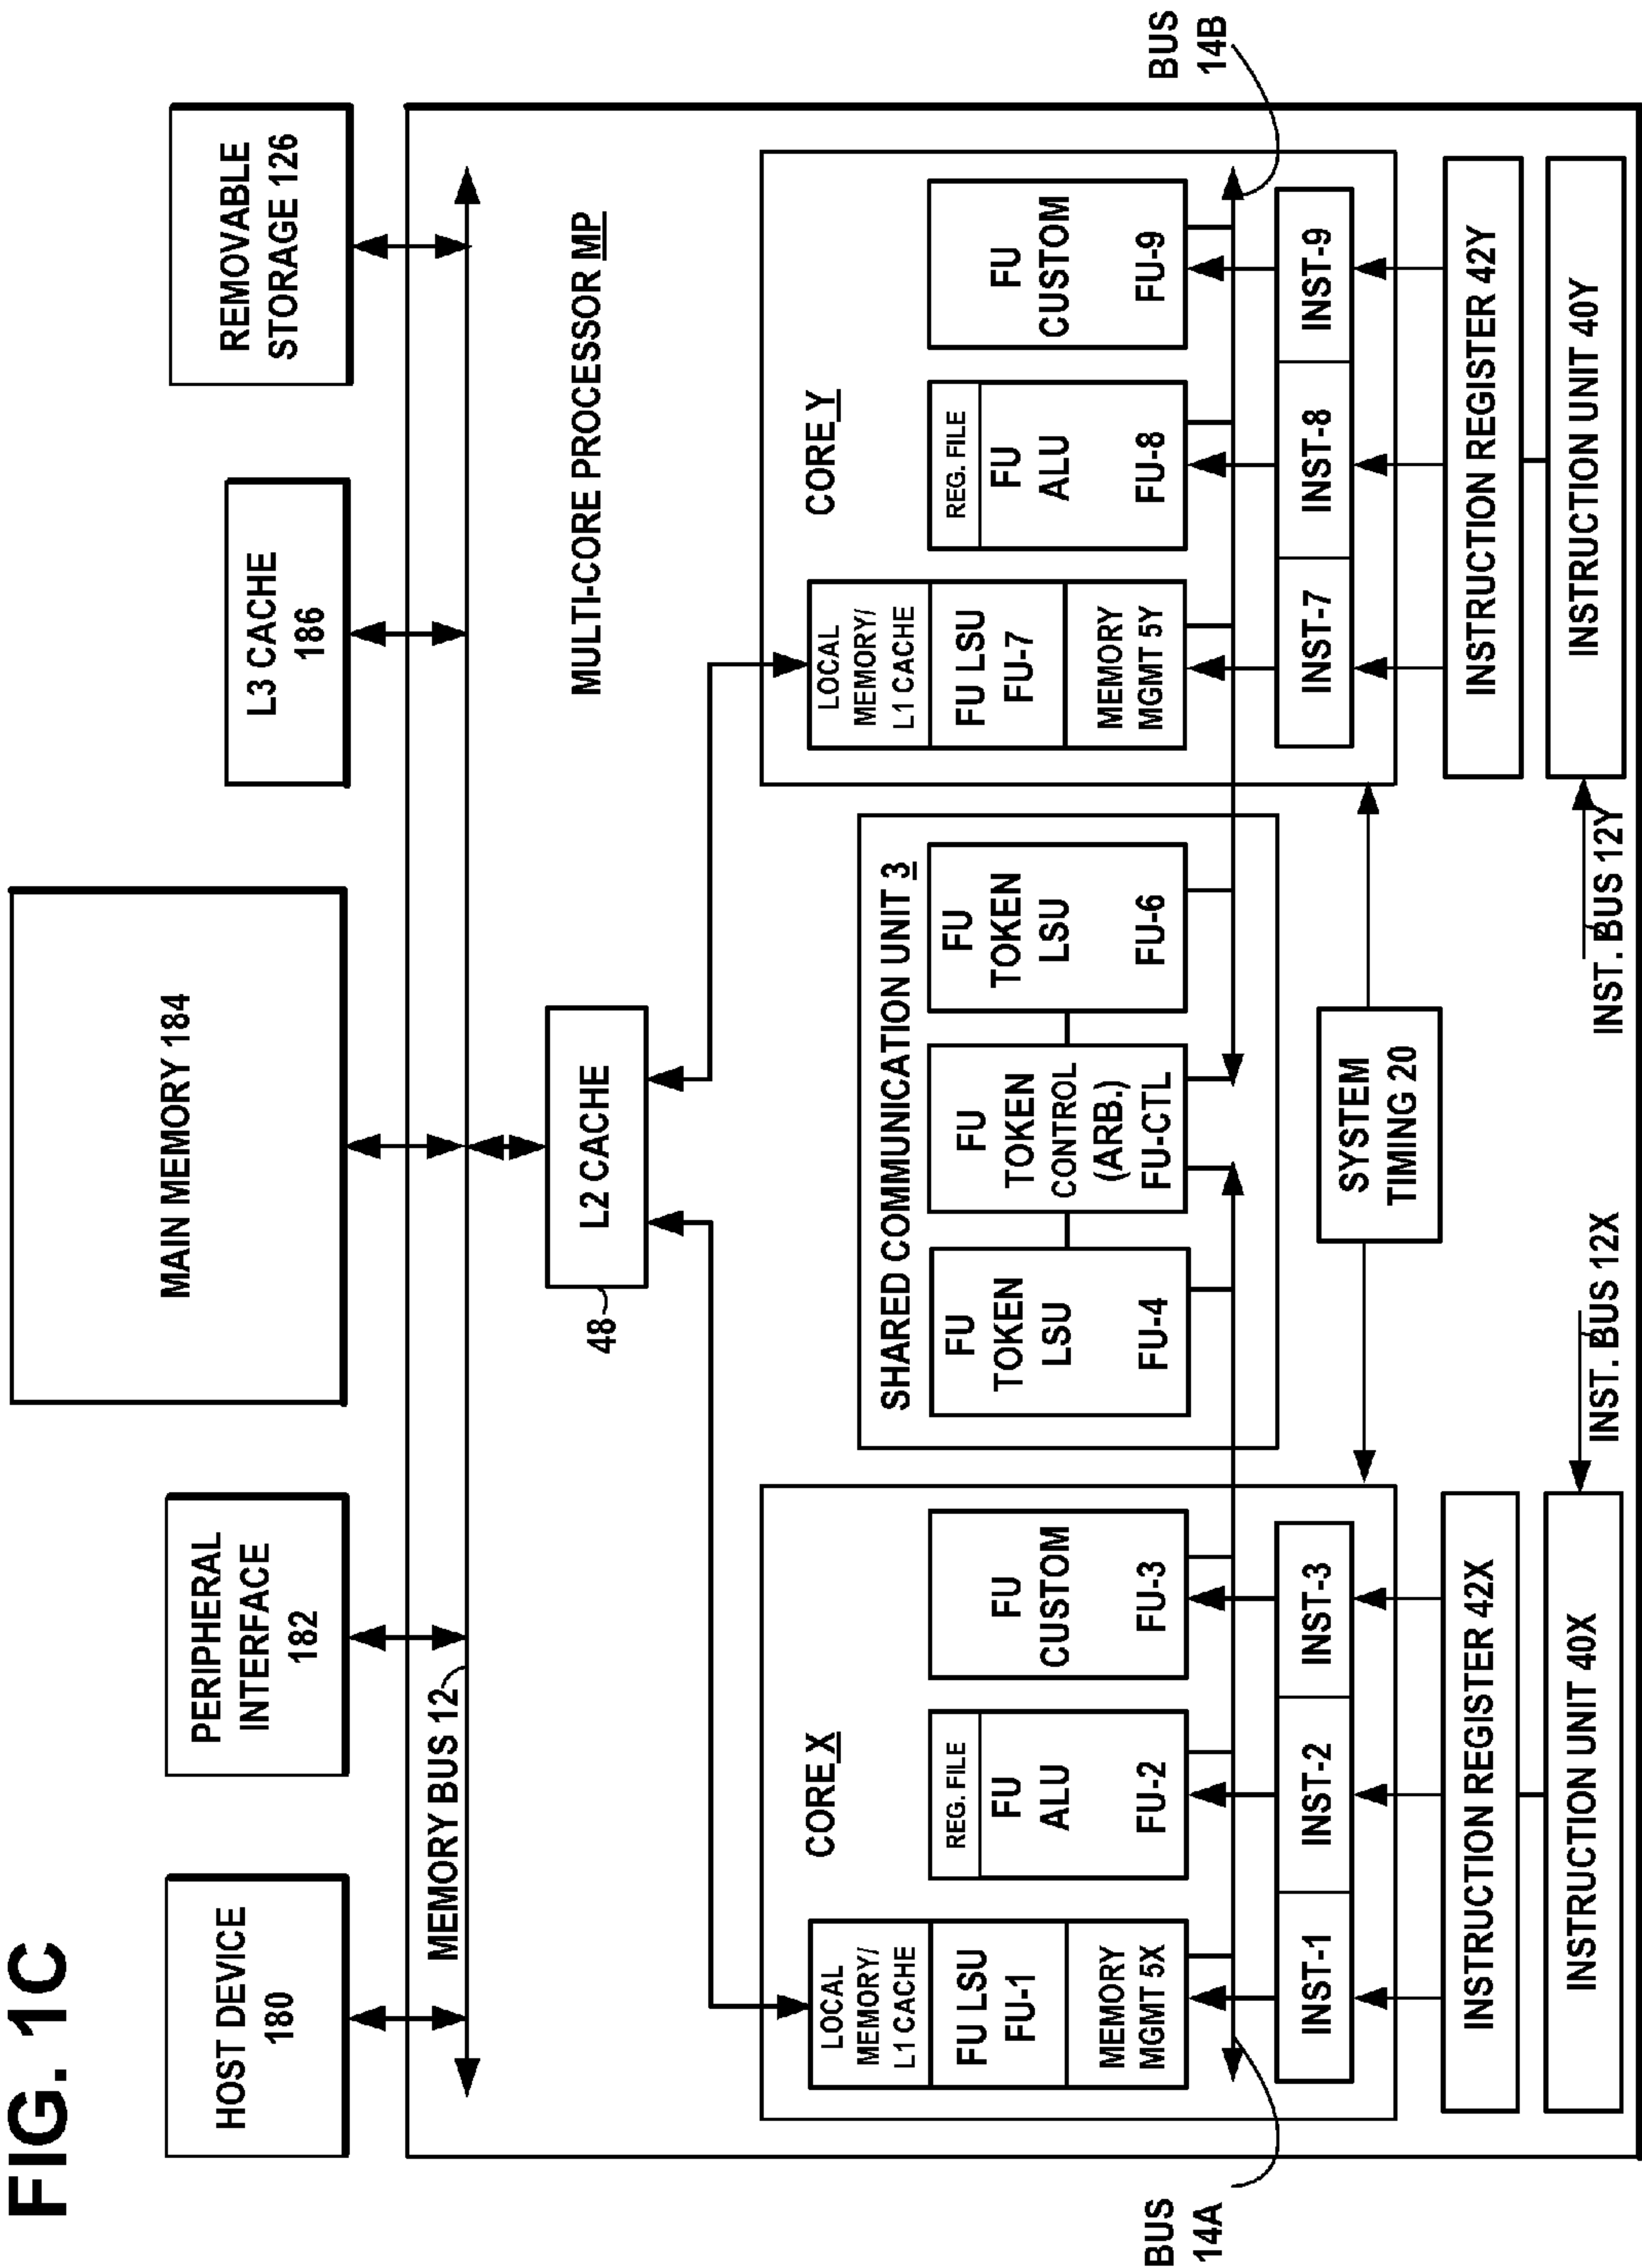 FIG. 1C
HOST DEVICE
180
PERIPHERAL
INTERFACE
182
MAIN MEMORY 184
L3 CACHE
186
REMOVABLE
STORAGE 126
MEMORY BUS 12
L2 CACHE
48
MULTI-CORE PROCESSOR MP
CORE X
LOCAL
MEMORY/
L1 CACHE
FU LSU
FU-1
MEMORY
MGMT 5X
REG. FILE
FU
ALU
FU-2
FU
CUSTOM
FU-3
INST-1
INST-2
INST-3
BUS
14A
INSTRUCTION REGISTER 42X
INSTRUCTION UNIT 40X
INST. BUS 12X
SHARED COMMUNICATION UNIT 3
FU
TOKEN
LSU
FU-4
FU
TOKEN
CONTROL
(ARB.)
FU-CTL
FU
TOKEN
LSU
FU-6
SYSTEM
TIMING 20
CORE Y
LOCAL
MEMORY/
L1 CACHE
FU LSU
FU-7
MEMORY
MGMT 5Y
REG. FILE
FU
ALU
FU-8
FU
CUSTOM
FU-9
INST-7
INST-8
INST-9
BUS
14B
INSTRUCTION REGISTER 42Y
INSTRUCTION UNIT 40Y
INST. BUS 12Y